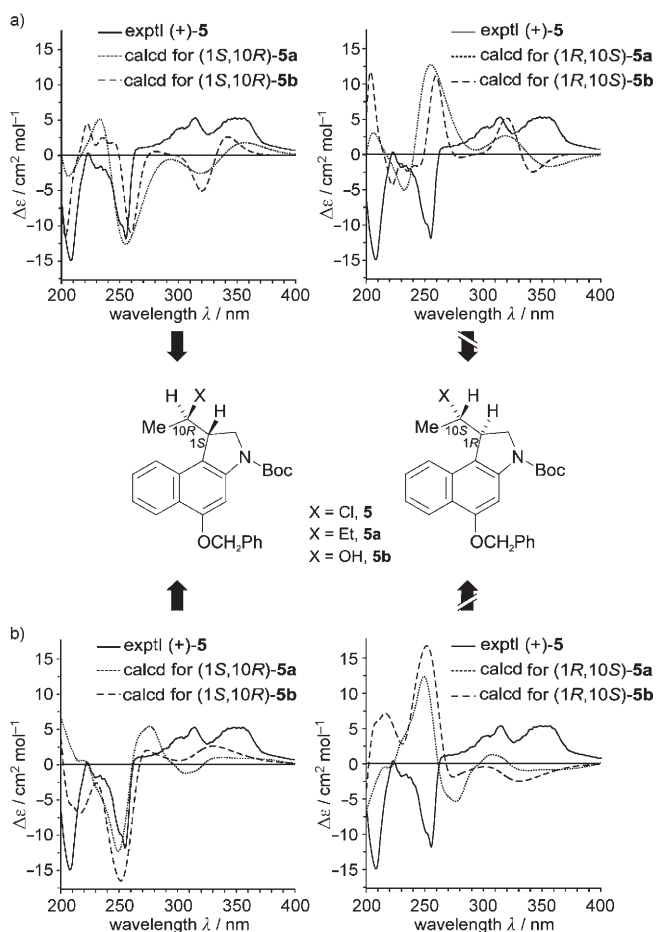 a)
exptl (+)-5
calcd for (1S,10R)-5a
calcd for (1S,10R)-5b
15
10
5
0
−5
−10
−15
Δε / cm² mol⁻¹
200 250 300 350 400
wavelength λ / nm
exptl (+)-5
calcd for (1R,10S)-5a
calcd for (1R,10S)-5b
15
10
5
0
−5
−10
−15
Δε / cm² mol⁻¹
200 250 300 350 400
wavelength λ / nm
H X
H
Me
10R
1S
N
Boc
OCH₂Ph
X = Cl, 5
X = Et, 5a
X = OH, 5b
X H
H
Me
10S
1R
N
Boc
OCH₂Ph
b)
exptl (+)-5
calcd for (1S,10R)-5a
calcd for (1S,10R)-5b
15
10
5
0
−5
−10
−15
Δε / cm² mol⁻¹
200 250 300 350 400
wavelength λ / nm
exptl (+)-5
calcd for (1R,10S)-5a
calcd for (1R,10S)-5b
15
10
5
0
−5
−10
−15
Δε / cm² mol⁻¹
200 250 300 350 400
wavelength λ / nm